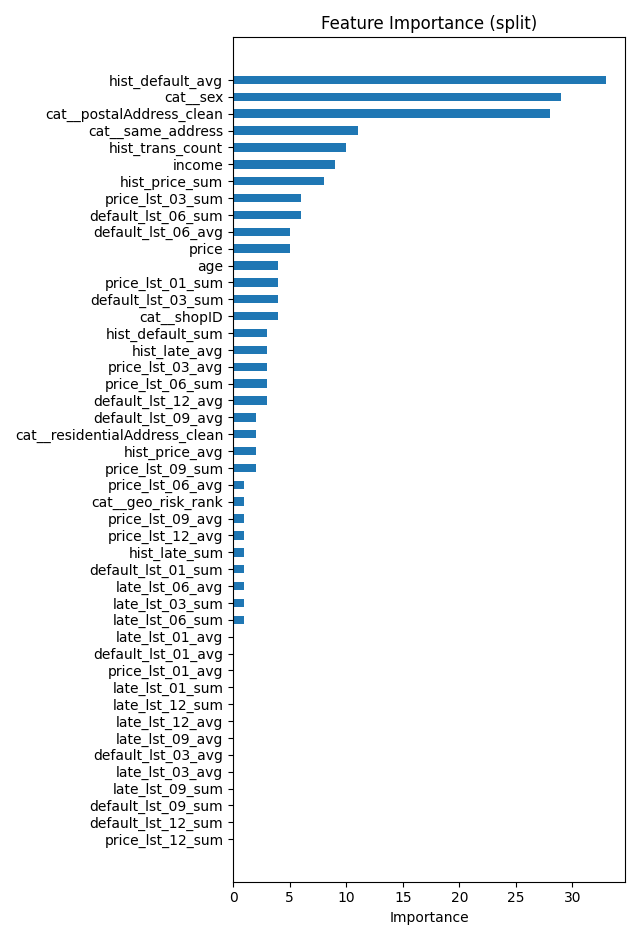 Feature Importance (split)
hist_default_avg
cat__sex
cat__postalAddress_clean
cat__same_address
hist_trans_count
income
hist_price_sum
price_lst_03_sum
default_lst_06_sum
default_lst_06_avg
price
age
price_lst_01_sum
default_lst_03_sum
cat__shopID
hist_default_sum
hist_late_avg
price_lst_03_avg
price_lst_06_sum
default_lst_12_avg
default_lst_09_avg
cat__residentialAddress_clean
hist_price_avg
price_lst_09_sum
price_lst_06_avg
cat__geo_risk_rank
price_lst_09_avg
price_lst_12_avg
hist_late_sum
default_lst_01_sum
late_lst_06_avg
late_lst_03_sum
late_lst_06_sum
late_lst_01_avg
default_lst_01_avg
price_lst_01_avg
late_lst_01_sum
late_lst_12_sum
late_lst_12_avg
late_lst_09_avg
default_lst_03_avg
late_lst_03_avg
late_lst_09_sum
default_lst_09_sum
default_lst_12_sum
price_lst_12_sum
0 5 10 15 20 25 30
Importance